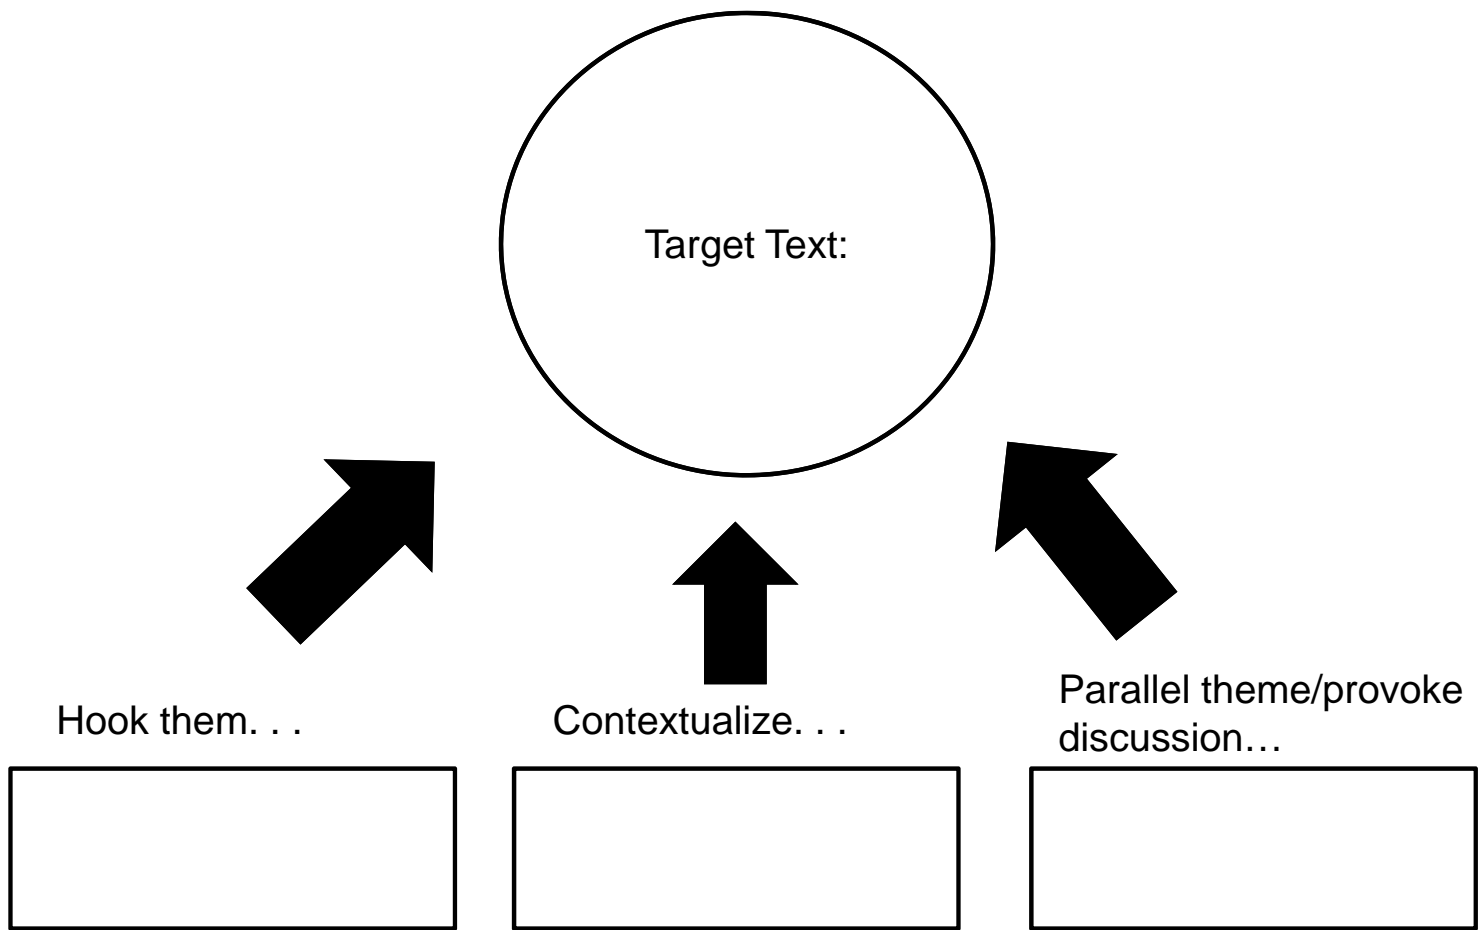 Target Text:
Hook them. . .
Contextualize. . .
Parallel theme/provoke
discussion…